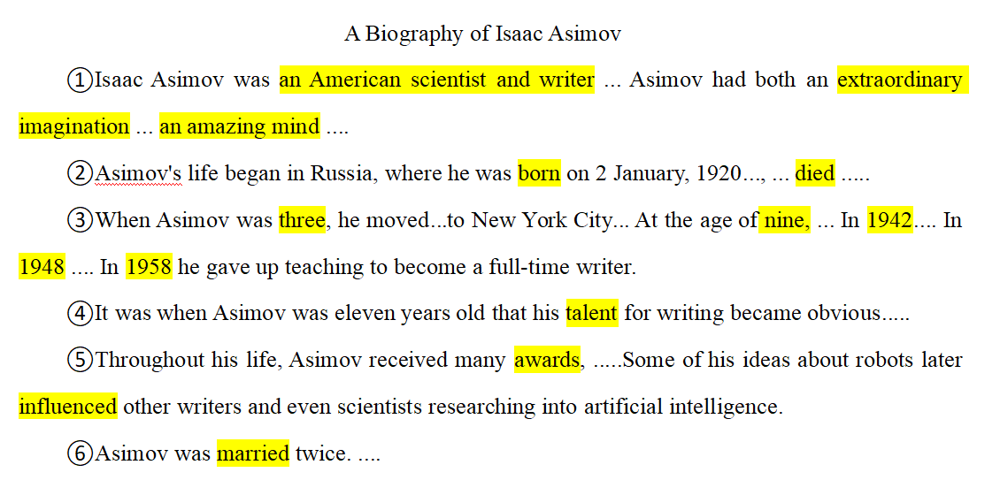 A Biography of Isaac Asimov
①Isaac Asimov was an American scientist and writer ... Asimov had both an extraordinary
imagination ... an amazing mind ....
②Asimov's life began in Russia, where he was born on 2 January, 1920..., ... died .....
③When Asimov was three, he moved...to New York City... At the age of nine, ... In 1942.... In
1948 .... In 1958 he gave up teaching to become a full-time writer.
④It was when Asimov was eleven years old that his talent for writing became obvious.....
⑤Throughout his life, Asimov received many awards, .....Some of his ideas about robots later
influenced other writers and even scientists researching into artificial intelligence.
⑥Asimov was married twice. ....